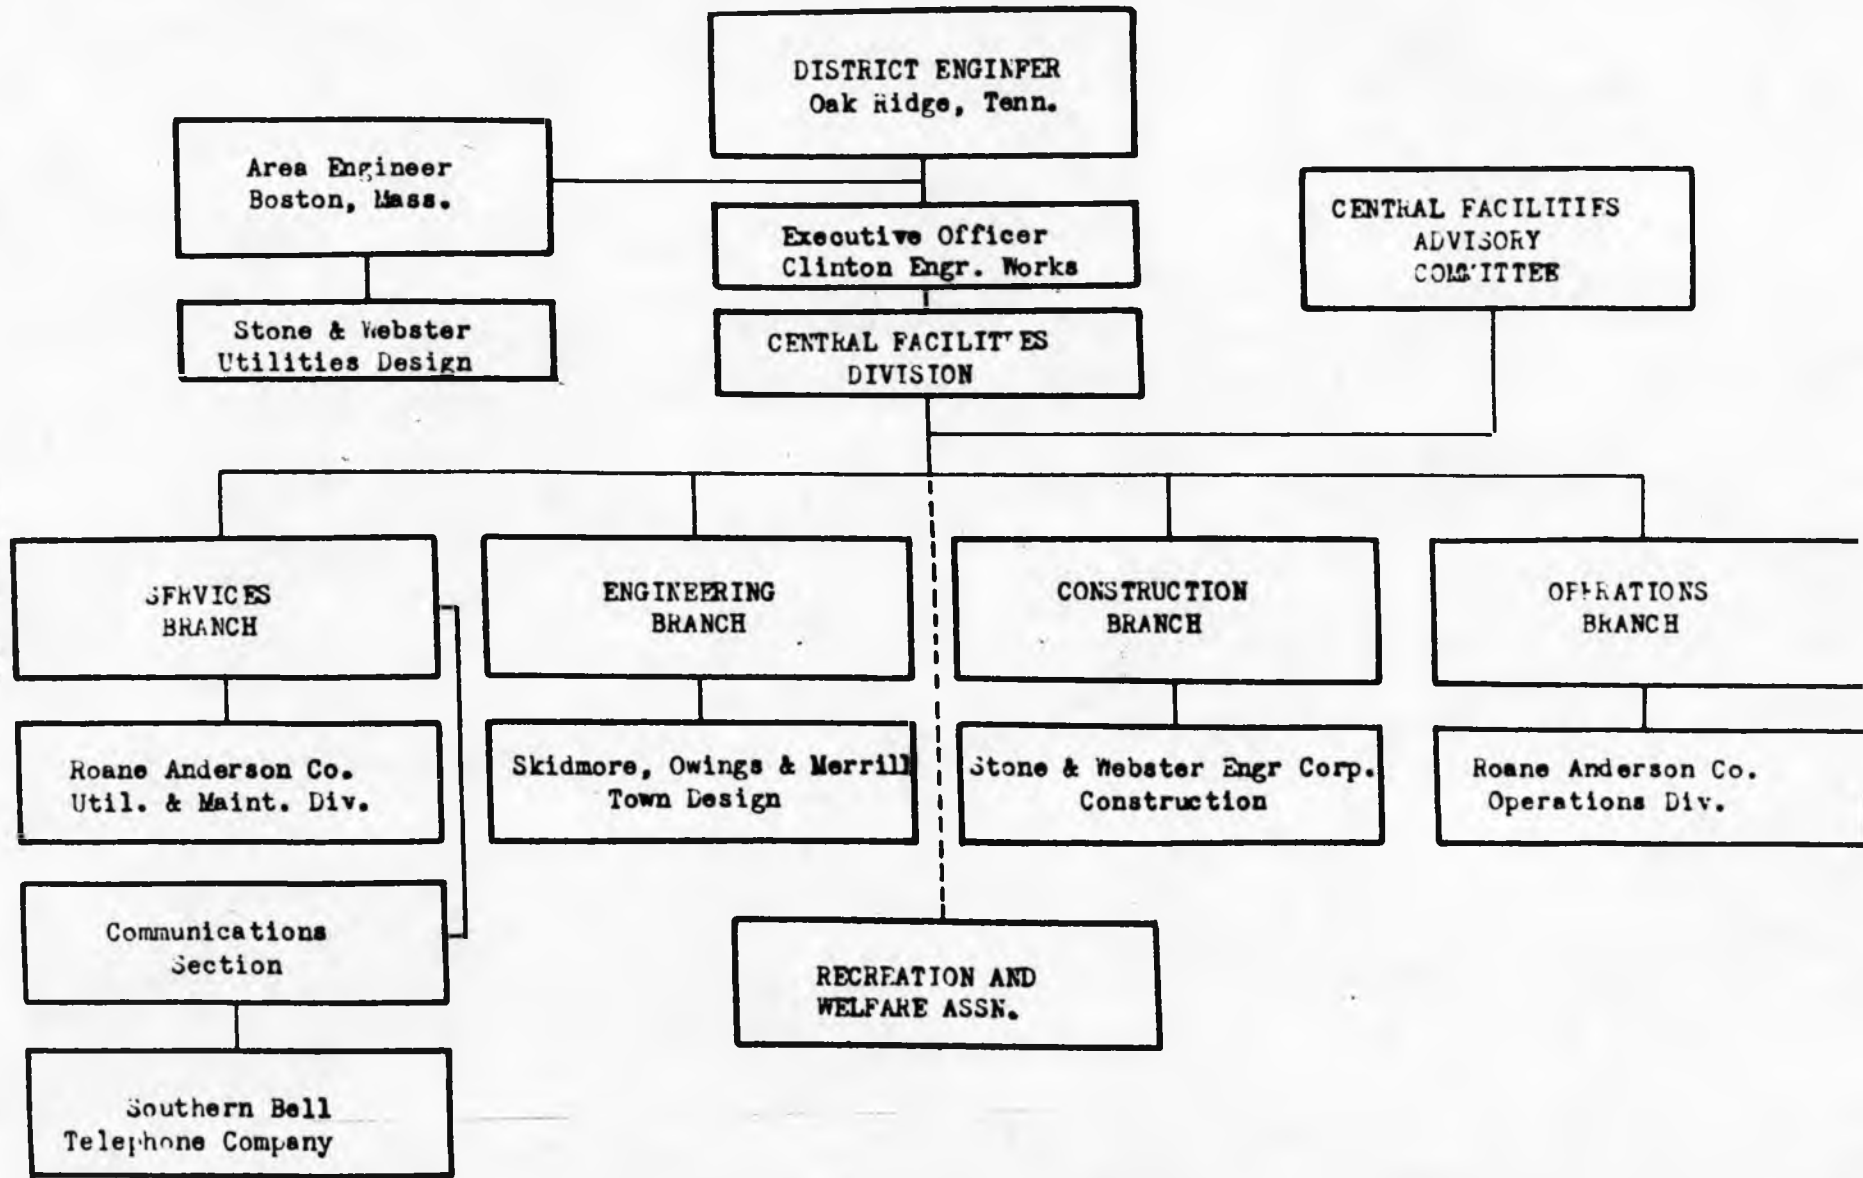 DISTRICT ENGINEER
Oak Ridge, Tenn.
Area Engineer
Boston, Mass.
Executive Officer
Clinton Engr. Works
CENTRAL FACILITIES
ADVISORY
COMMITTEE
Stone & Webster
Utilities Design
CENTRAL FACILITIES
DIVISION
SERVICES
BRANCH
ENGINEERING
BRANCH
CONSTRUCTION
BRANCH
OPERATIONS
BRANCH
Roane Anderson Co.
Util. & Maint. Div.
Skidmore, Owings & Merrill
Town Design
Stone & Webster Engr Corp.
Construction
Roane Anderson Co.
Operations Div.
Communications
Section
RECREATION AND
WELFARE ASSN.
Southern Bell
Telephone Company